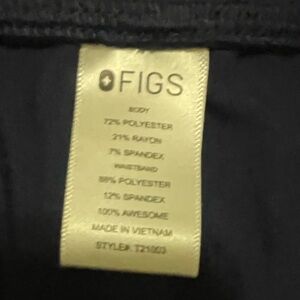 FIGS
BODY
72% POLYESTER
21% RAYON
7% SPANDEX
WAISTBAND
88% POLYESTER
12% SPANDEX
100% AWESOME
MADE IN VIETNAM
STYLE#: T21003